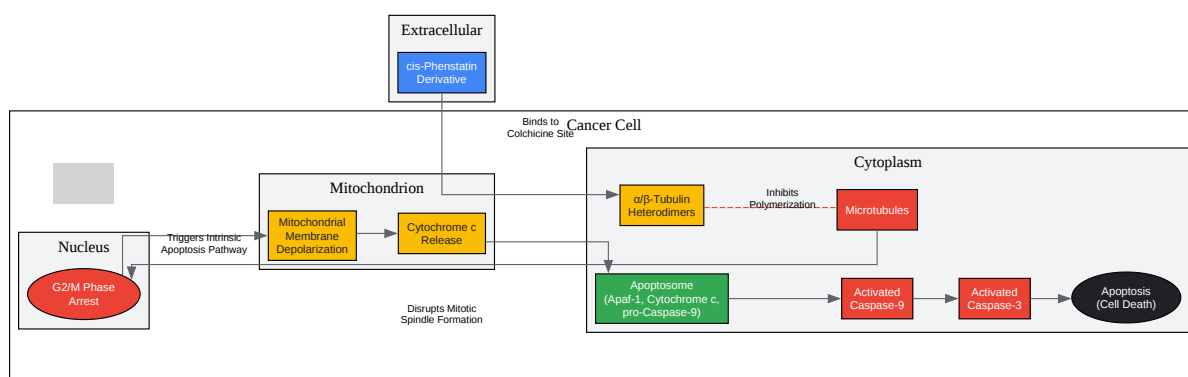 Extracellular
cis-Phenstatin
Derivative
Binds to
Colchicine Site
Cancer Cell
Cytoplasm
Mitochondrion
α/β-Tubulin
Heterodimers
Inhibits
Polymerization
Microtubules
Nucleus
Triggers Intrinsic
Apoptosis Pathway
Mitochondrial
Membrane
Depolarization
Cytochrome c
Release
G2/M Phase
Arrest
Apoptosome
(Apaf-1, Cytochrome c,
pro-Caspase-9)
Activated
Caspase-9
Activated
Caspase-3
Apoptosis
(Cell Death)
Disrupts Mitotic
Spindle Formation